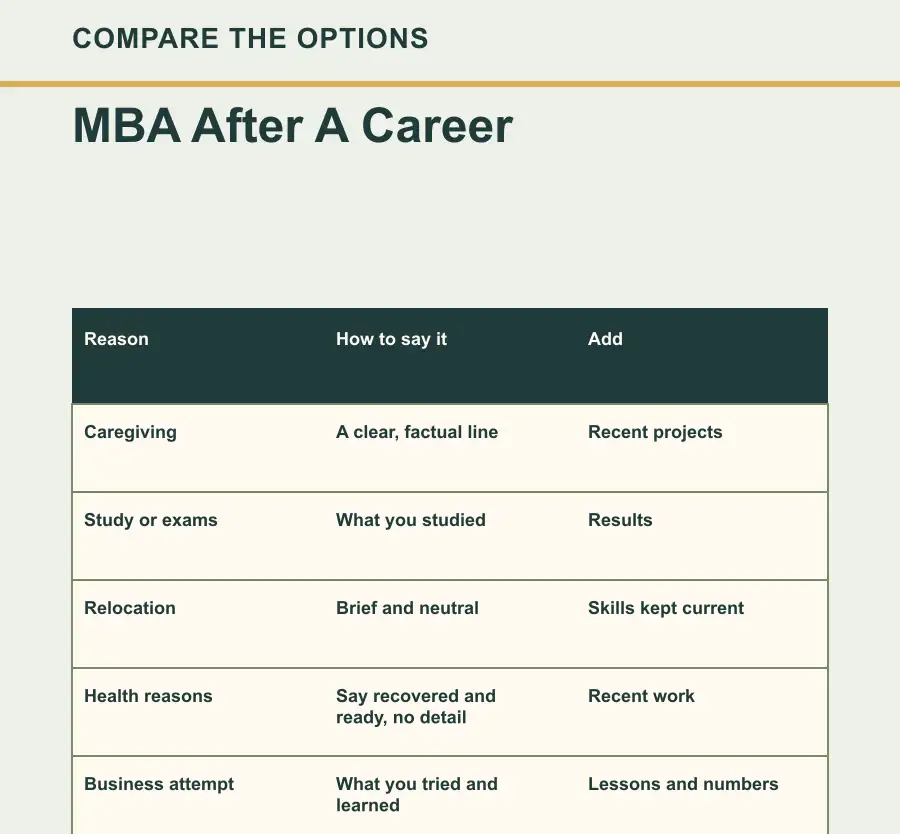 COMPARE THE OPTIONS
MBA After A Career
Reason How to say it Add
Caregiving A clear, factual line Recent projects
Study or exams What you studied Results
Relocation Brief and neutral Skills kept current
Health reasons Say recovered and Recent work
ready, no detail
Business attempt What you tried and Lessons and numbers
learned